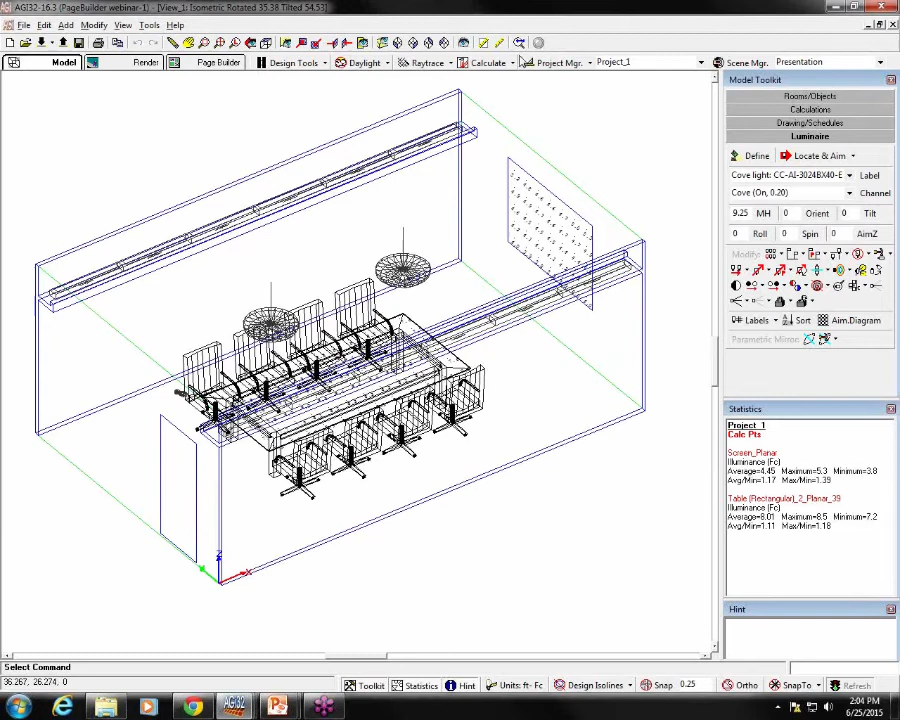 AGI32-16.3 (PageBuilder webinar-1) - [View_1: Isometric Rotated 35.38 Tilted 54.53]
File Edit Add Modify View Tools Help
Model Render Page Builder Design Tools Daylight Raytrace Calculate Project Mgr. Project_1 Scene Mgr. Presentation
Model Toolkit
Rooms/Objects
Calculations
Drawing/Schedules
Luminaire
Define Locate & Aim
Cove light: CC-AI-3024BX40-E Label
Cove (On, 0.20) Channel
9.25 MH 0 Orient 0 Tilt
0 Roll 0 Spin 0 AimZ
Modify:
Labels Sort Aim.Diagram
Parametric Mirror:
Statistics
Project_1
Calc Pts
Screen_Planar
Illuminance (Fc)
Average=4.45 Maximum=5.3 Minimum=3.8
Avg/Min=1.17 Max/Min=1.39
Table (Rectangular)_2_Planar_39
Illuminance (Fc)
Average=8.01 Maximum=8.5 Minimum=7.2
Avg/Min=1.11 Max/Min=1.18
Z
X
Hint
Select Command
36.267, 26.274, 0
Toolkit Statistics Hint Units: ft- Fc Design Isolines Snap 0.25 Ortho SnapTo Refresh
AGI32
2:04 PM
6/25/2015